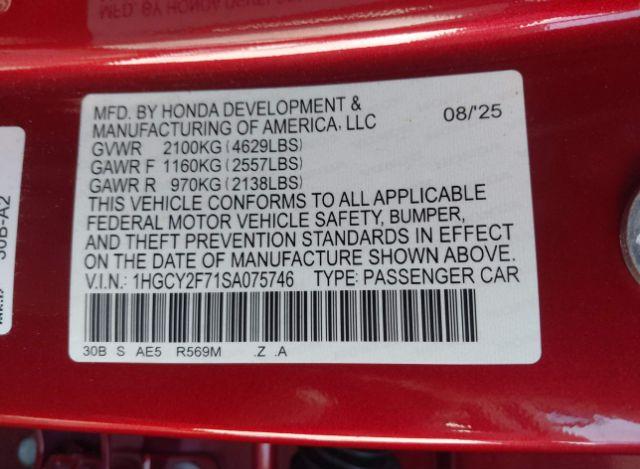 MFD. BY HONDA DEVELOPMENT &
MANUFACTURING OF AMERICA, LLC
08/'25
GVWR 2100KG(4629LBS)
GAWR F 1160KG(2557LBS)
GAWR R 970KG(2138LBS)
THIS VEHICLE CONFORMS TO ALL APPLICABLE
FEDERAL MOTOR VEHICLE SAFETY, BUMPER,
AND THEFT PREVENTION STANDARDS IN EFFECT
ON THE DATE OF MANUFACTURE SHOWN ABOVE.
V.I.N.: 1HGCY2F71SA075746 TYPE: PASSENGER CAR
30B S AE5 R569M .Z .A
30B-A2